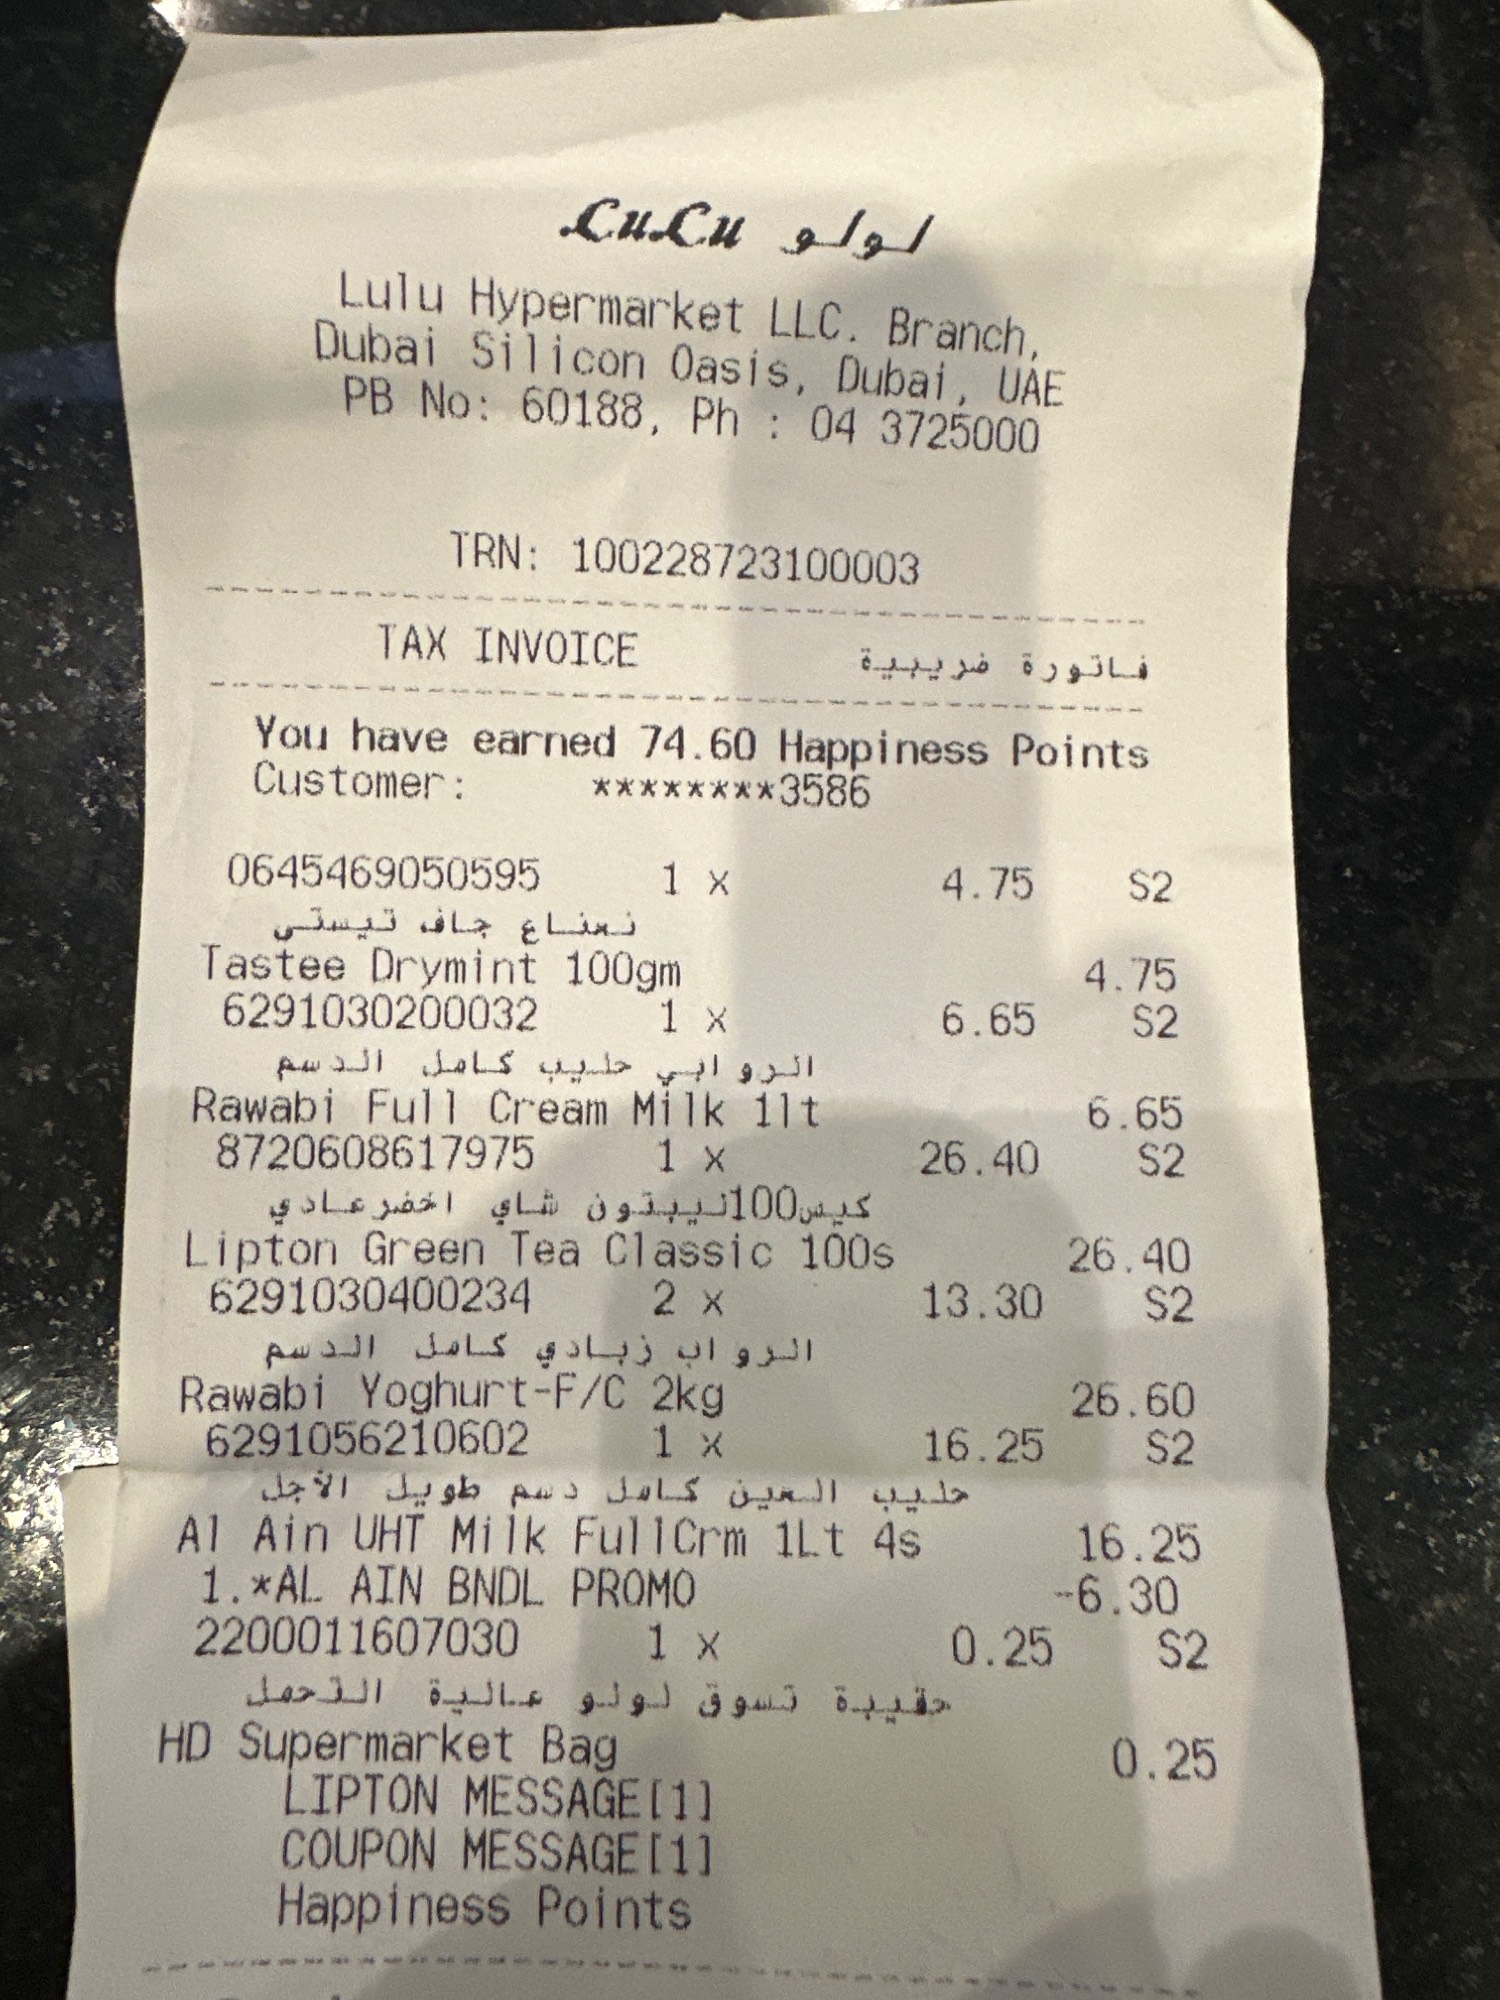 LuLu لولو
Lulu Hypermarket LLC. Branch,
Dubai Silicon Oasis, Dubai, UAE
PB No: 60188, Ph : 04 3725000
TRN: 100228723100003
TAX INVOICE فاتورة ضريبية
You have earned 74.60 Happiness Points
Customer: ********3586
0645469050595 1 x 4.75 S2
نعناع جاف تيستي
Tastee Drymint 100gm 4.75
6291030200032 1 x 6.65 S2
الروابي حليب كامل الدسم
Rawabi Full Cream Milk 1lt 6.65
8720608617975 1 x 26.40 S2
كيس100ليبتون شاي اخضرعادي
Lipton Green Tea Classic 100s 26.40
6291030400234 2 x 13.30 S2
الرواب زبادي كامل الدسم
Rawabi Yoghurt-F/C 2kg 26.60
6291056210602 1 x 16.25 S2
حليب العين كامل دسم طويل الأجل
Al Ain UHT Milk FullCrm 1Lt 4s 16.25
1.*AL AIN BNDL PROMO -6.30
2200011607030 1 x 0.25 S2
حقيبة تسوق لولو عالية التحمل
HD Supermarket Bag 0.25
LIPTON MESSAGE[1]
COUPON MESSAGE[1]
Happiness Points